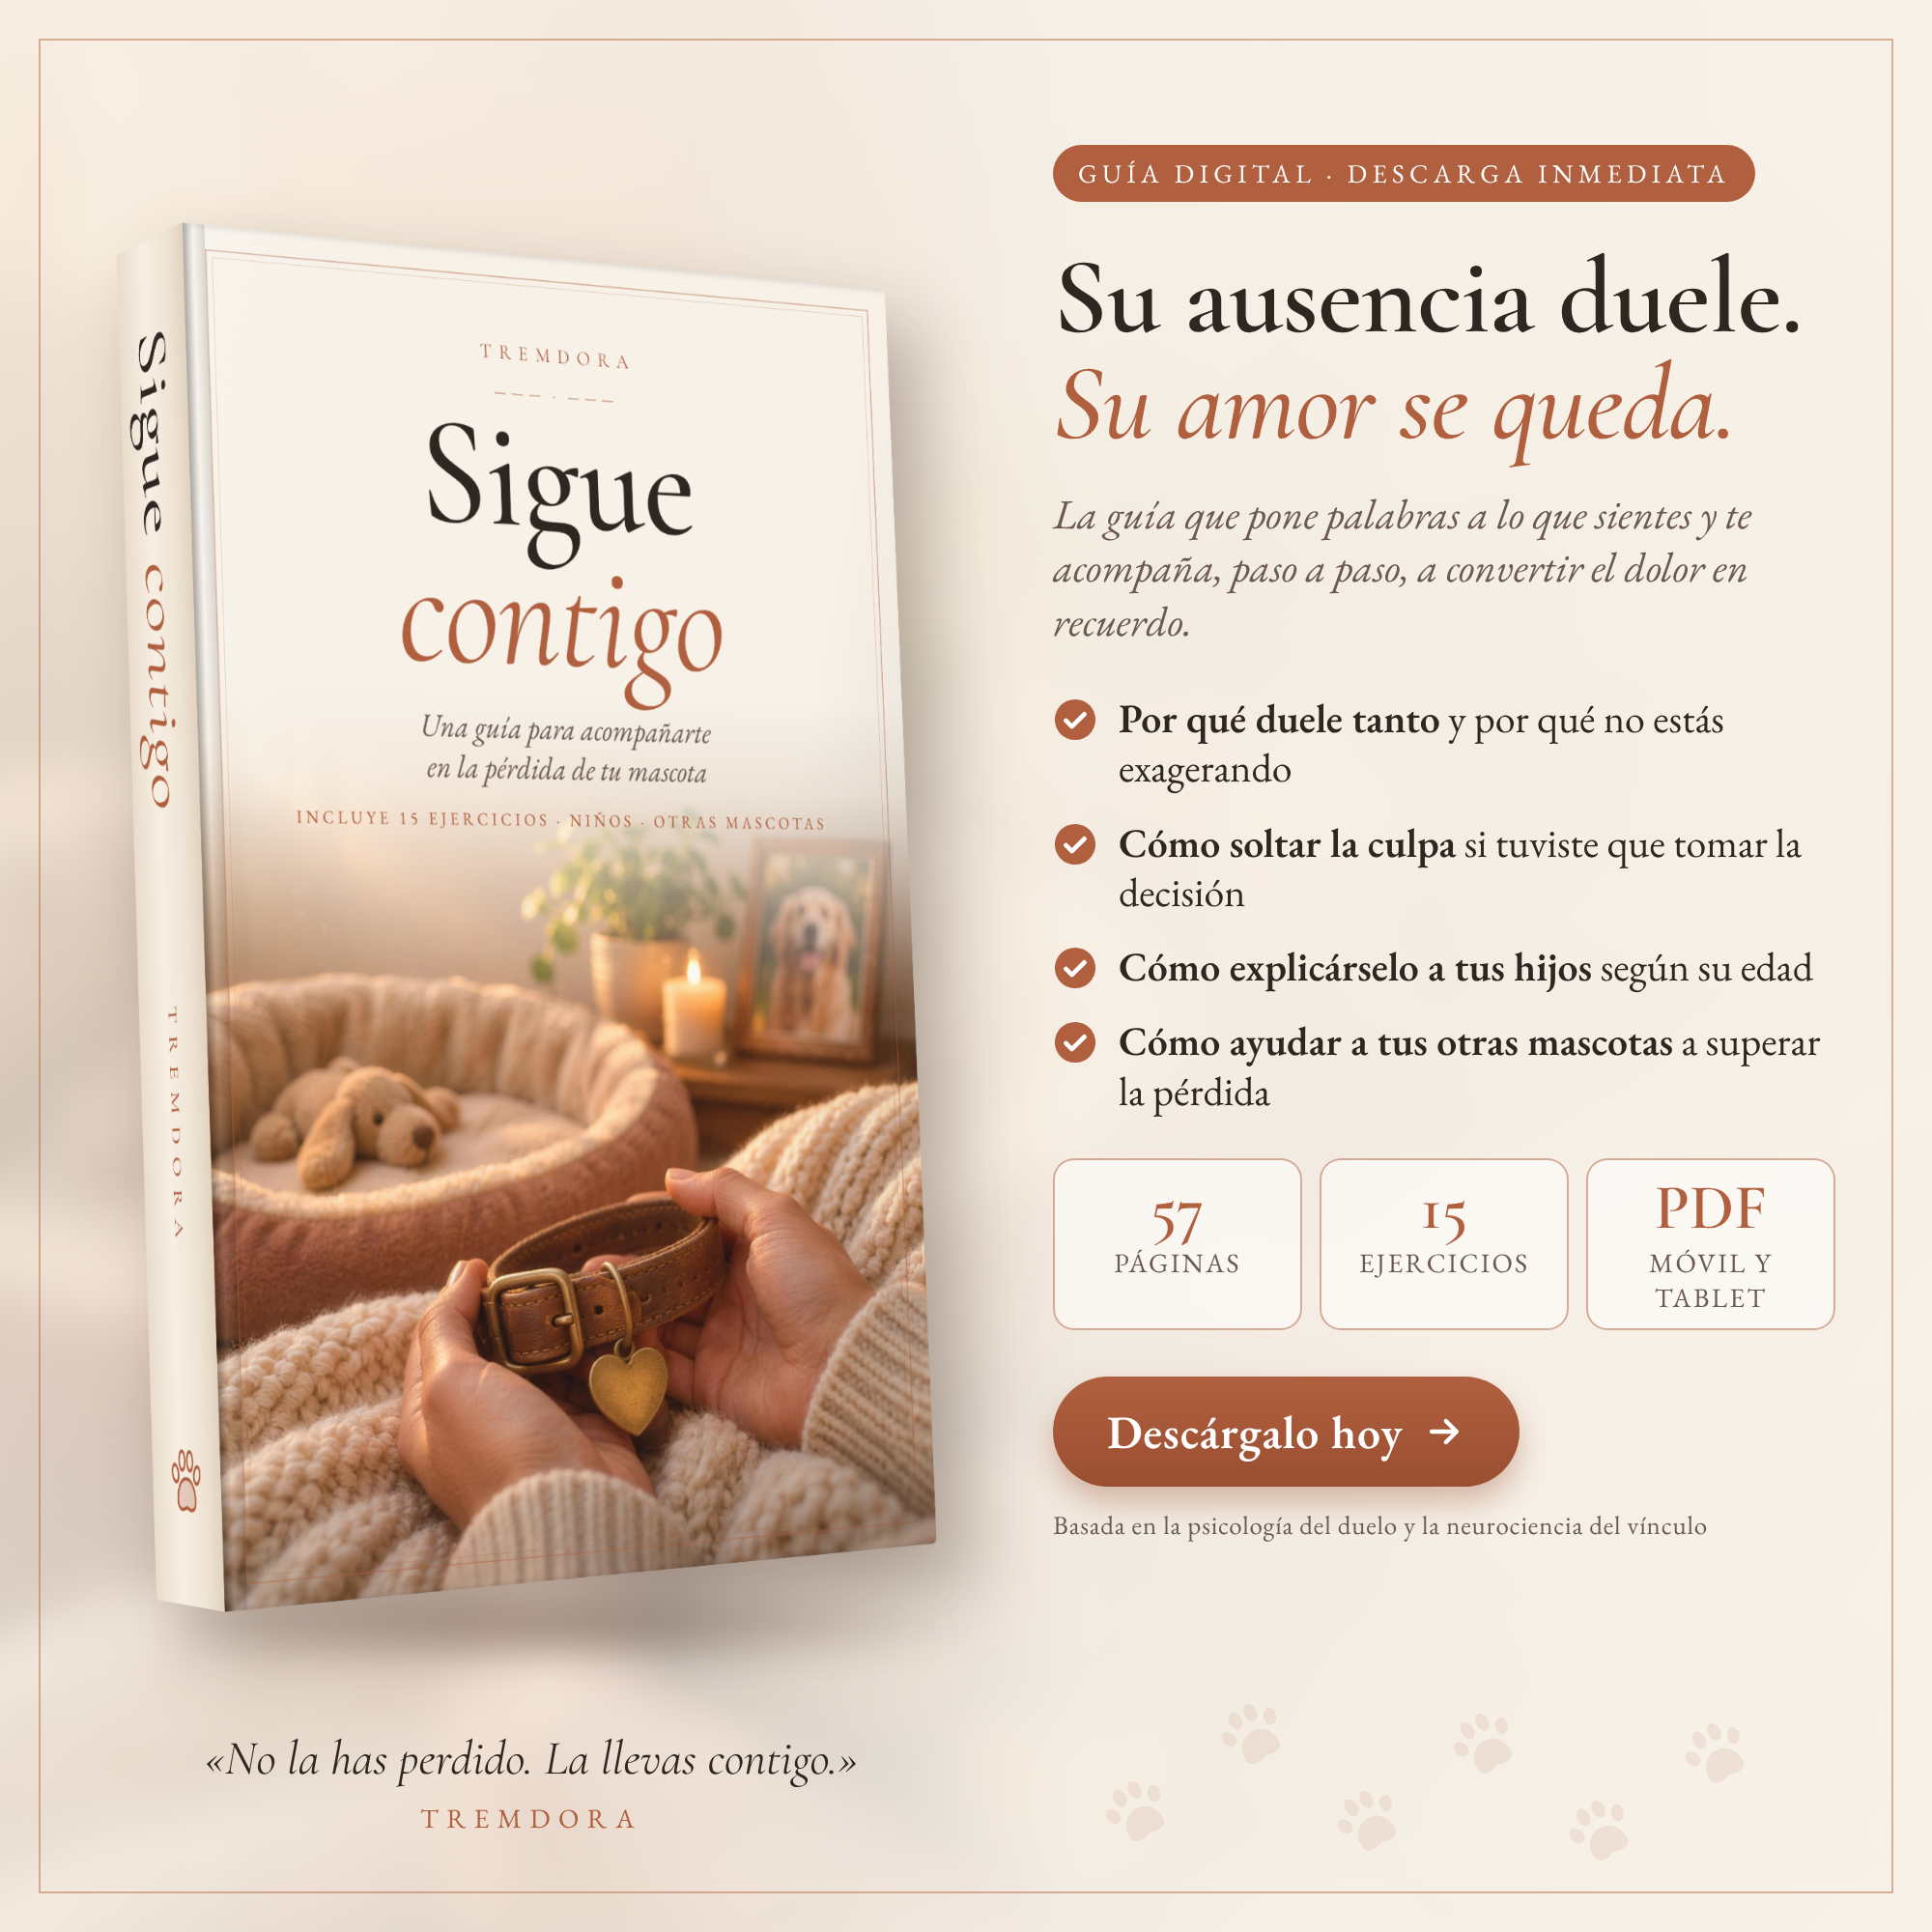 Sigue contigo
TREMDORA
TREMDORA
Sigue
contigo
Una guía para acompañarte
en la pérdida de tu mascota
INCLUYE 15 EJERCICIOS · NIÑOS · OTRAS MASCOTAS
«No la has perdido. La llevas contigo.»
TREMDORA
GUÍA DIGITAL · DESCARGA INMEDIATA
Su ausencia duele.
Su amor se queda.
La guía que pone palabras a lo que sientes y te
acompaña, paso a paso, a convertir el dolor en
recuerdo.
Por qué duele tanto y por qué no estás
exagerando
Cómo soltar la culpa si tuviste que tomar la
decisión
Cómo explicárselo a tus hijos según su edad
Cómo ayudar a tus otras mascotas a superar
la pérdida
57
PÁGINAS
15
EJERCICIOS
PDF
MÓVIL Y
TABLET
Descárgalo hoy →
Basada en la psicología del duelo y la neurociencia del vínculo